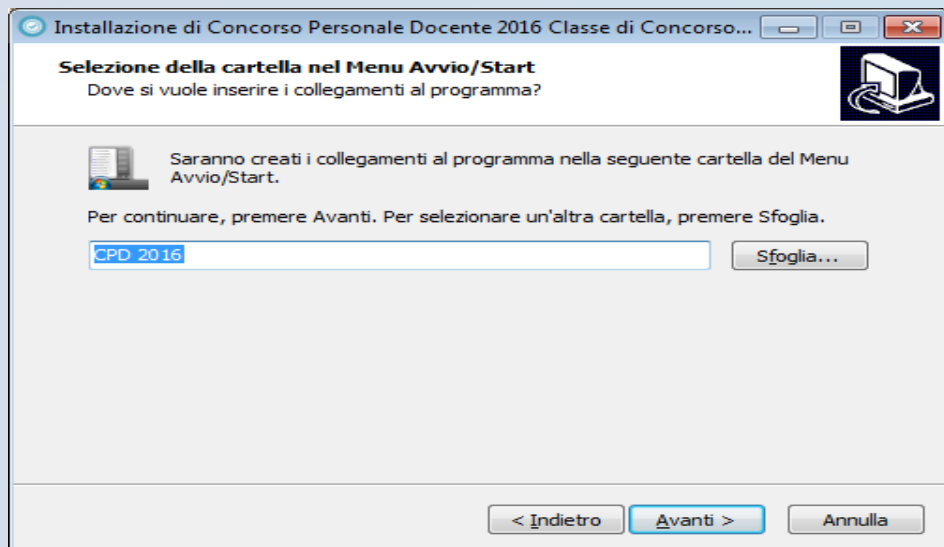 Installazione di Concorso Personale Docente 2016 Classe di Concorso...
Selezione della cartella nel Menu Avvio/Start
Dove si vuole inserire i collegamenti al programma?
Saranno creati i collegamenti al programma nella seguente cartella del Menu
Avvio/Start.
Per continuare, premere Avanti. Per selezionare un'altra cartella, premere Sfoglia.
CPD 2016
Sfoglia...
< Indietro
Avanti >
Annulla